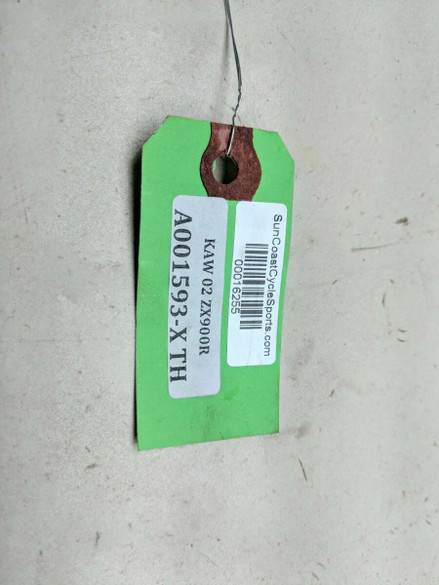 SunCoastCycleSports.com
00016255
KAW 02 ZX900R
A001593-X TH